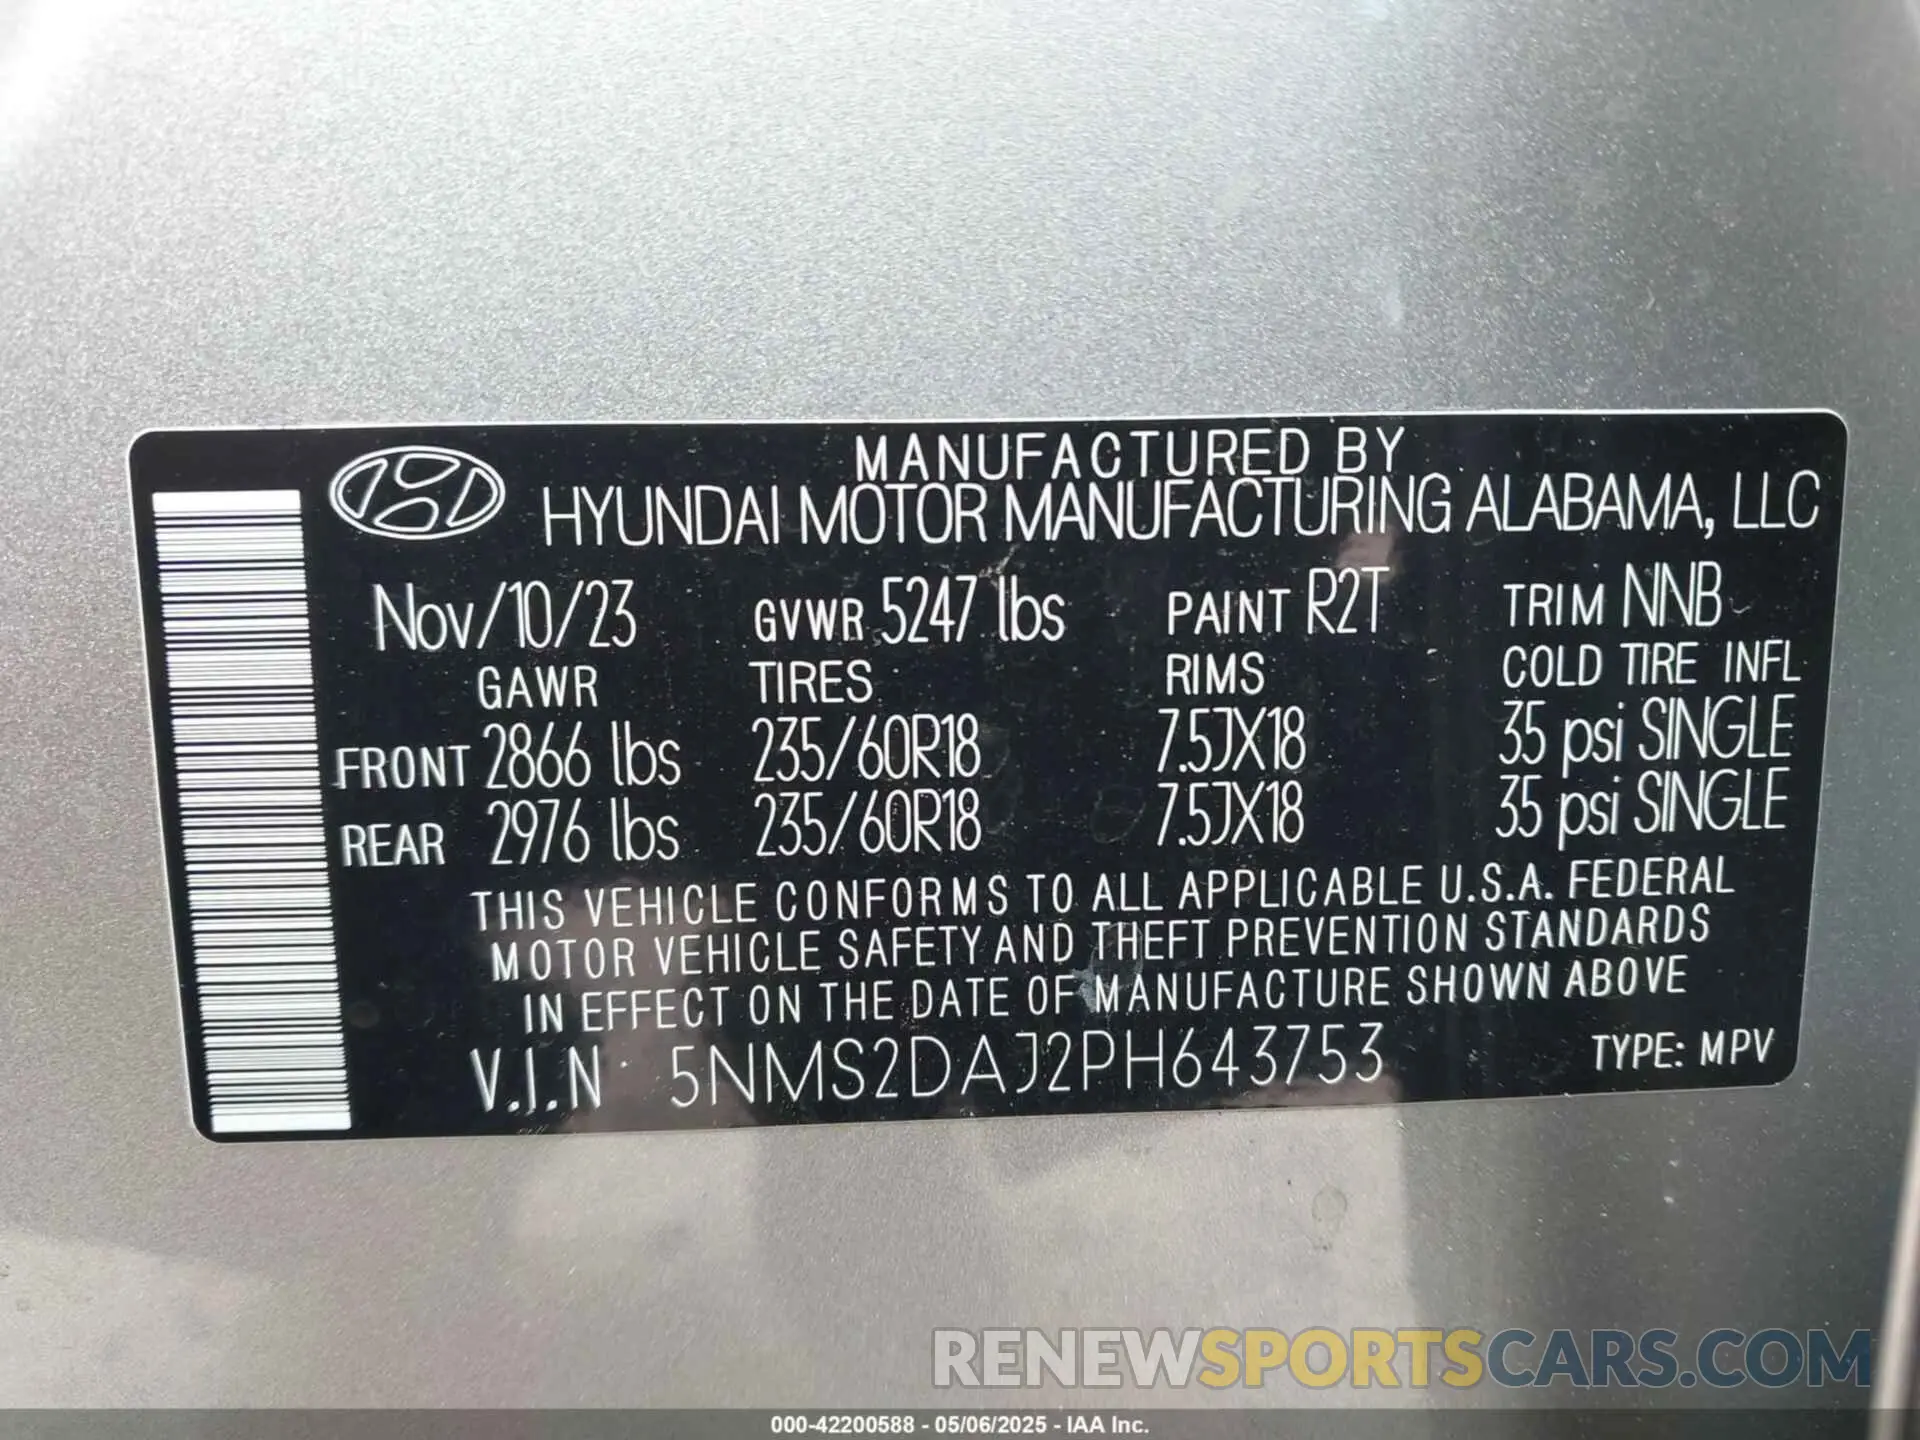 MANUFACTURED BY
HYUNDAI MOTOR MANUFACTURING ALABAMA, LLC
Nov/10/23 GVWR 5247 lbs PAINT R2T TRIM NNB
GAWR TIRES RIMS COLD TIRE INFL
FRONT 2866 lbs 235/60R18 7.5JX18 35 psi SINGLE
REAR 2976 lbs 235/60R18 7.5JX18 35 psi SINGLE
THIS VEHICLE CONFORMS TO ALL APPLICABLE U.S.A. FEDERAL
MOTOR VEHICLE SAFETY AND THEFT PREVENTION STANDARDS
IN EFFECT ON THE DATE OF MANUFACTURE SHOWN ABOVE
V.I.N : 5NMS2DAJ2PH643753 TYPE: MPV
RENEWSPORTSCARS.COM
000-42200588 - 05/06/2025 - IAA Inc.